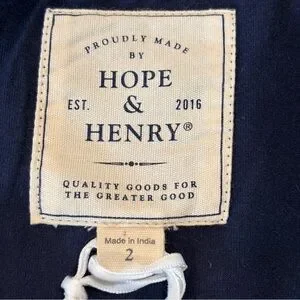 PROUDLY MADE
BY
HOPE
EST. & 2016
HENRY®
QUALITY GOODS FOR
THE GREATER GOOD
Made in India
2